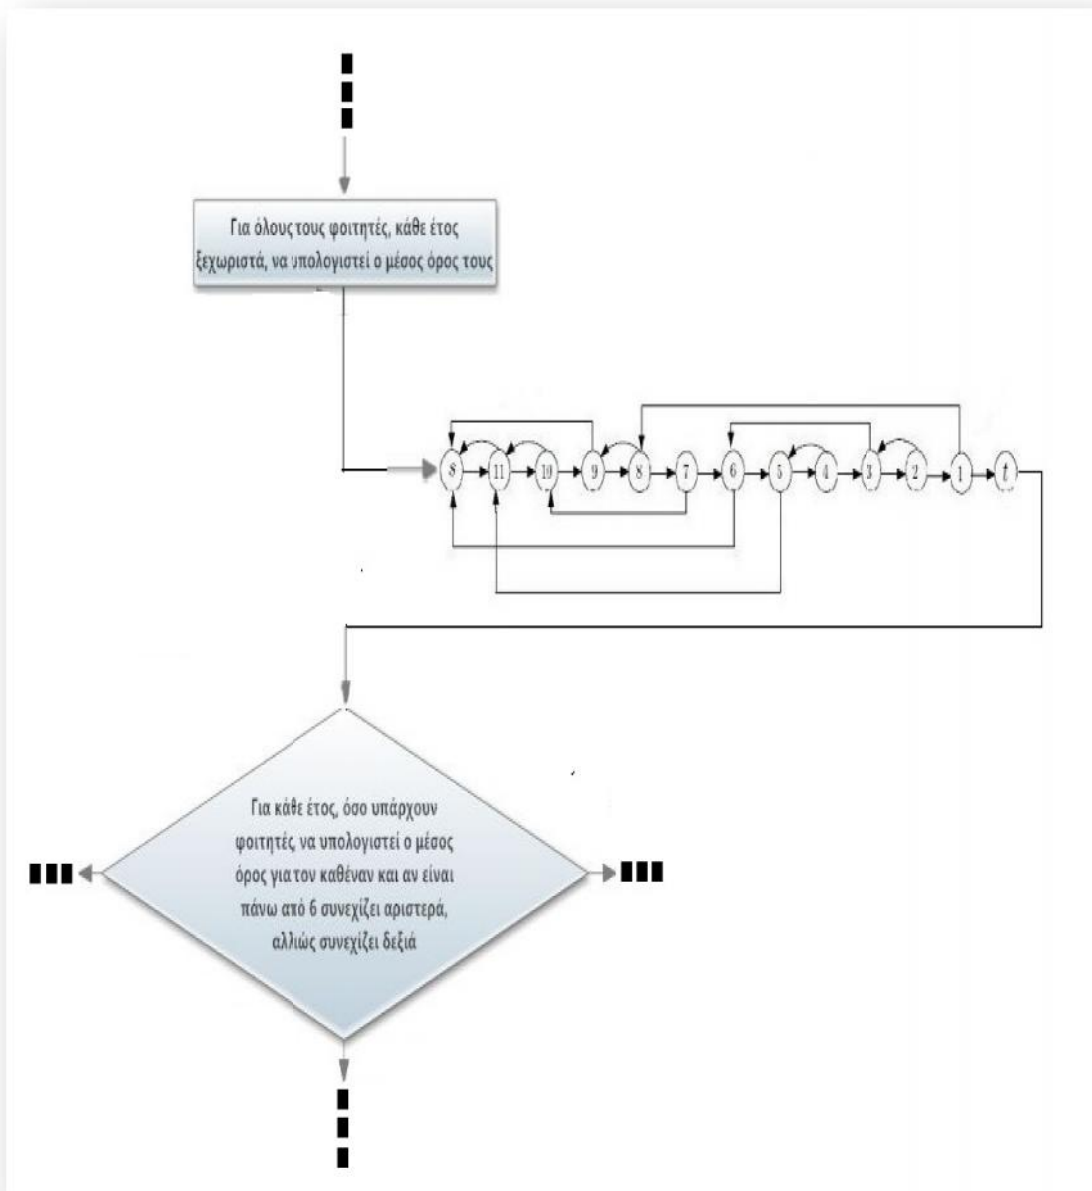 Για όλους τους φοιτητές, κάθε έτος
ξεχωριστά, να υπολογιστεί ο μέσος όρος τους
s 11 10 9 8 7 6 5 4 3 2 1 t
Για κάθε έτος, όσο υπάρχουν
φοιτητές, να υπολογιστεί ο μέσος
όρος για τον καθέναν και αν είναι
πάνω από 6 συνεχίζει αριστερά,
αλλιώς συνεχίζει δεξιά